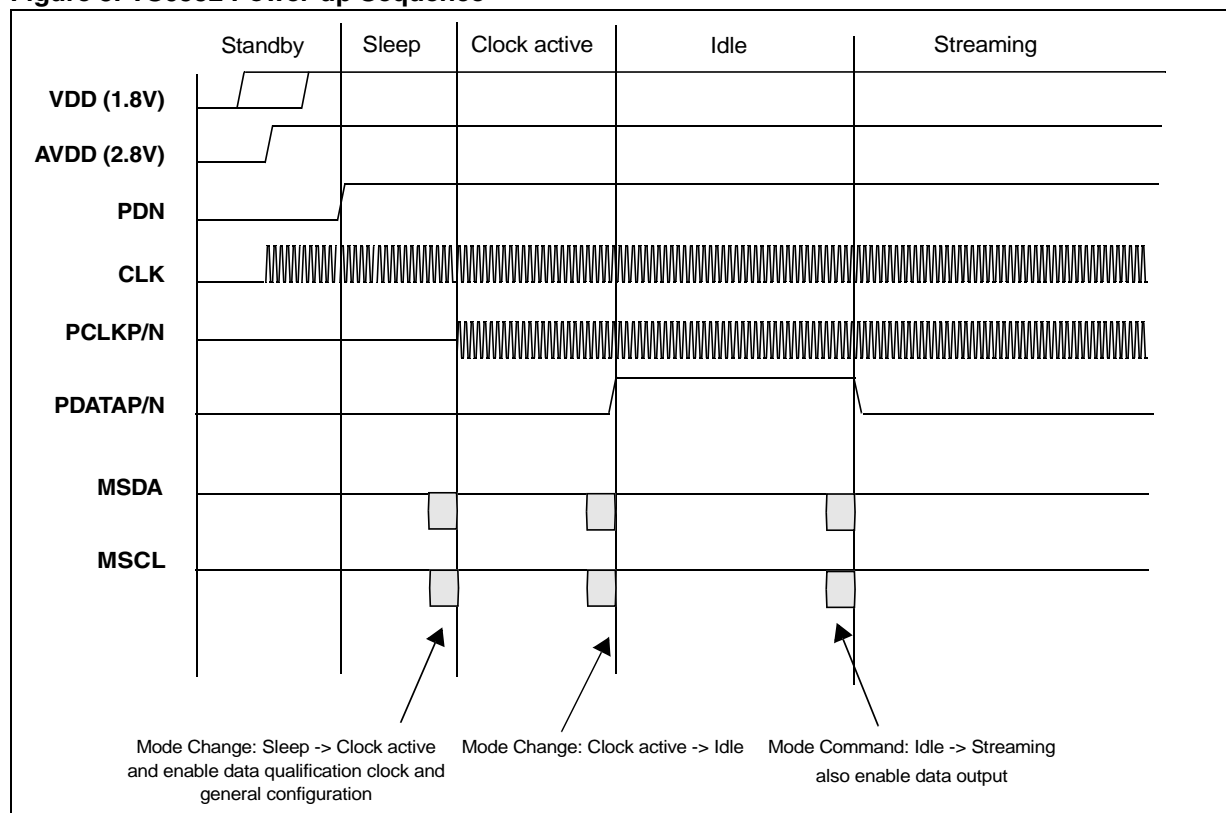 Standby Sleep Clock active Idle Streaming
VDD (1.8V)
AVDD (2.8V)
PDN
CLK
PCLKP/N
PDATAP/N
MSDA
MSCL
Mode Change: Sleep -> Clock active
and enable data qualification clock and
general configuration
Mode Change: Clock active -> Idle
Mode Command: Idle -> Streaming
also enable data output